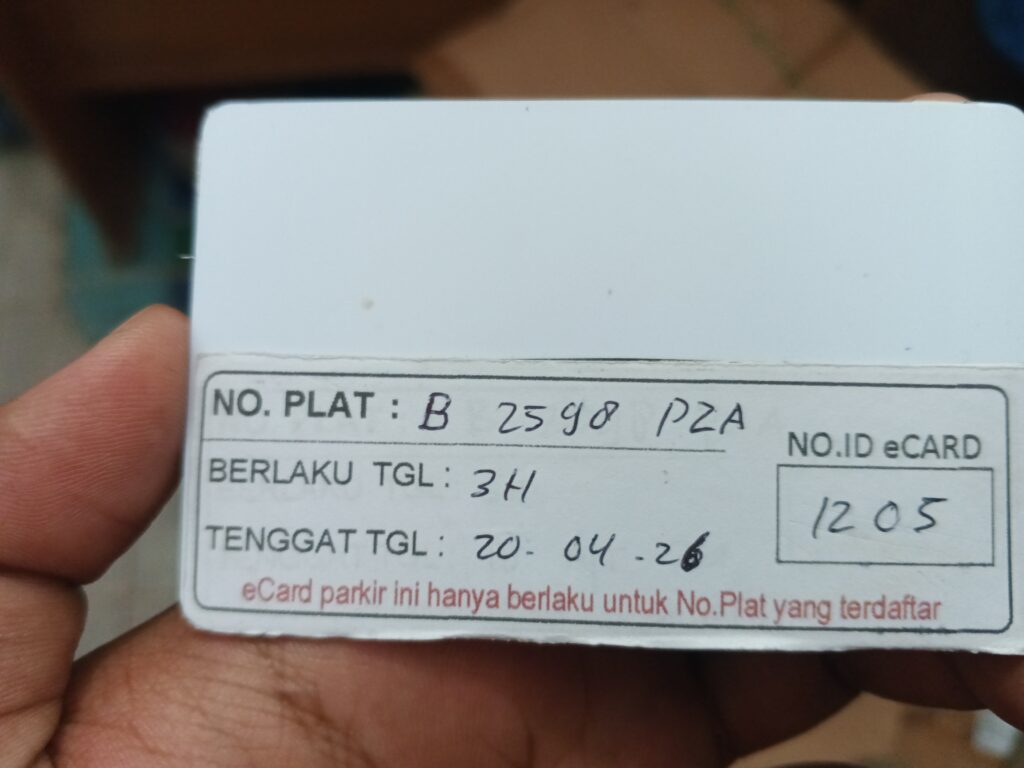 NO. PLAT : B 2598 PZA
NO.ID eCARD
BERLAKU TGL : 3H
1205
TENGGAT TGL : 20-04-26
eCard parkir ini hanya berlaku untuk No.Plat yang terdaftar